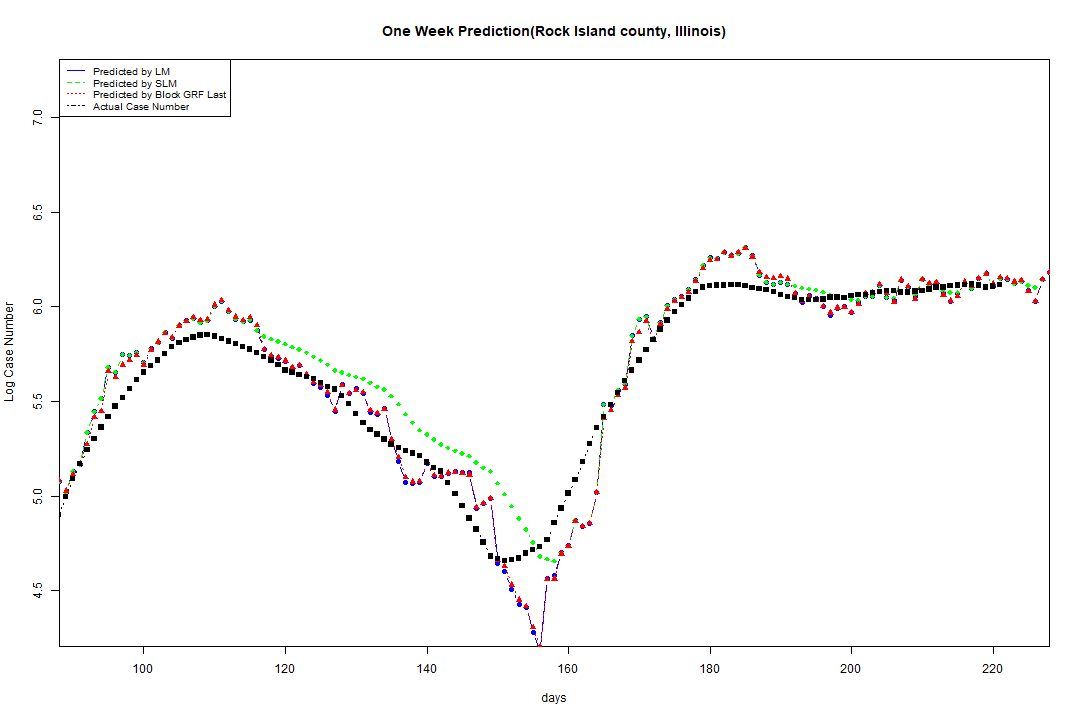 One Week Prediction(Rock Island county, Illinois)
Predicted by LM
Predicted by SLM
Predicted by Block GRF Last
Actual Case Number
7.0
6.5
6.0
5.5
5.0
4.5
Log Case Number
100 120 140 160 180 200 220
days